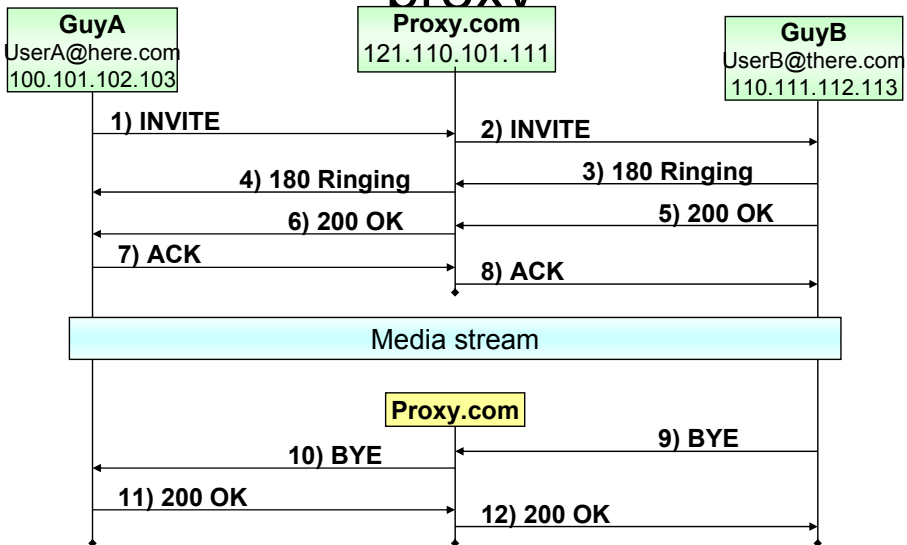 proxy
GuyA
UserA@here.com
100.101.102.103
Proxy.com
121.110.101.111
GuyB
UserB@there.com
110.111.112.113
1) INVITE
2) INVITE
3) 180 Ringing
4) 180 Ringing
5) 200 OK
6) 200 OK
7) ACK
8) ACK
Media stream
Proxy.com
9) BYE
10) BYE
11) 200 OK
12) 200 OK